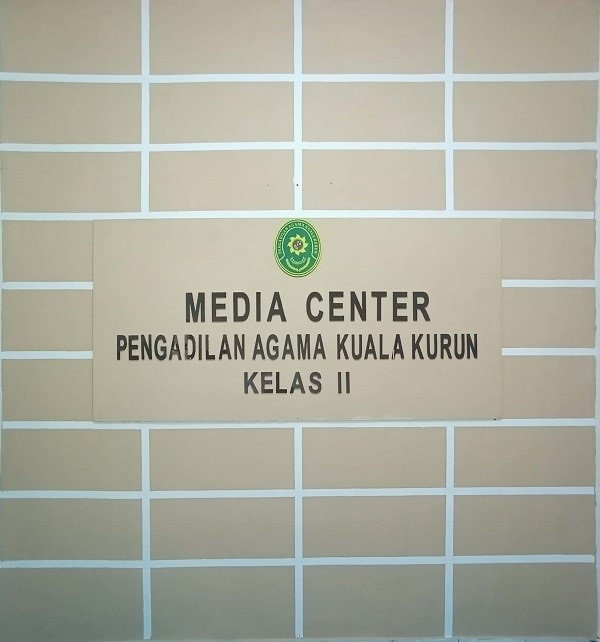 MEDIA CENTER
PENGADILAN AGAMA KUALA KURUN
KELAS II